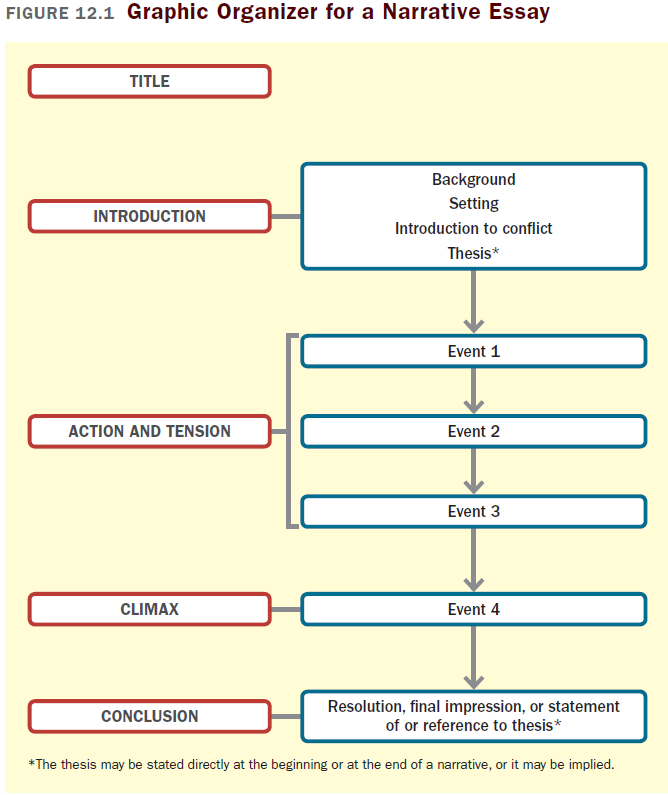 FIGURE 12.1 Graphic Organizer for a Narrative Essay
TITLE
INTRODUCTION
Background
Setting
Introduction to conflict
Thesis*
ACTION AND TENSION
Event 1
Event 2
Event 3
CLIMAX
Event 4
CONCLUSION
Resolution, final impression, or statement
of or reference to thesis*
*The thesis may be stated directly at the beginning or at the end of a narrative, or it may be implied.